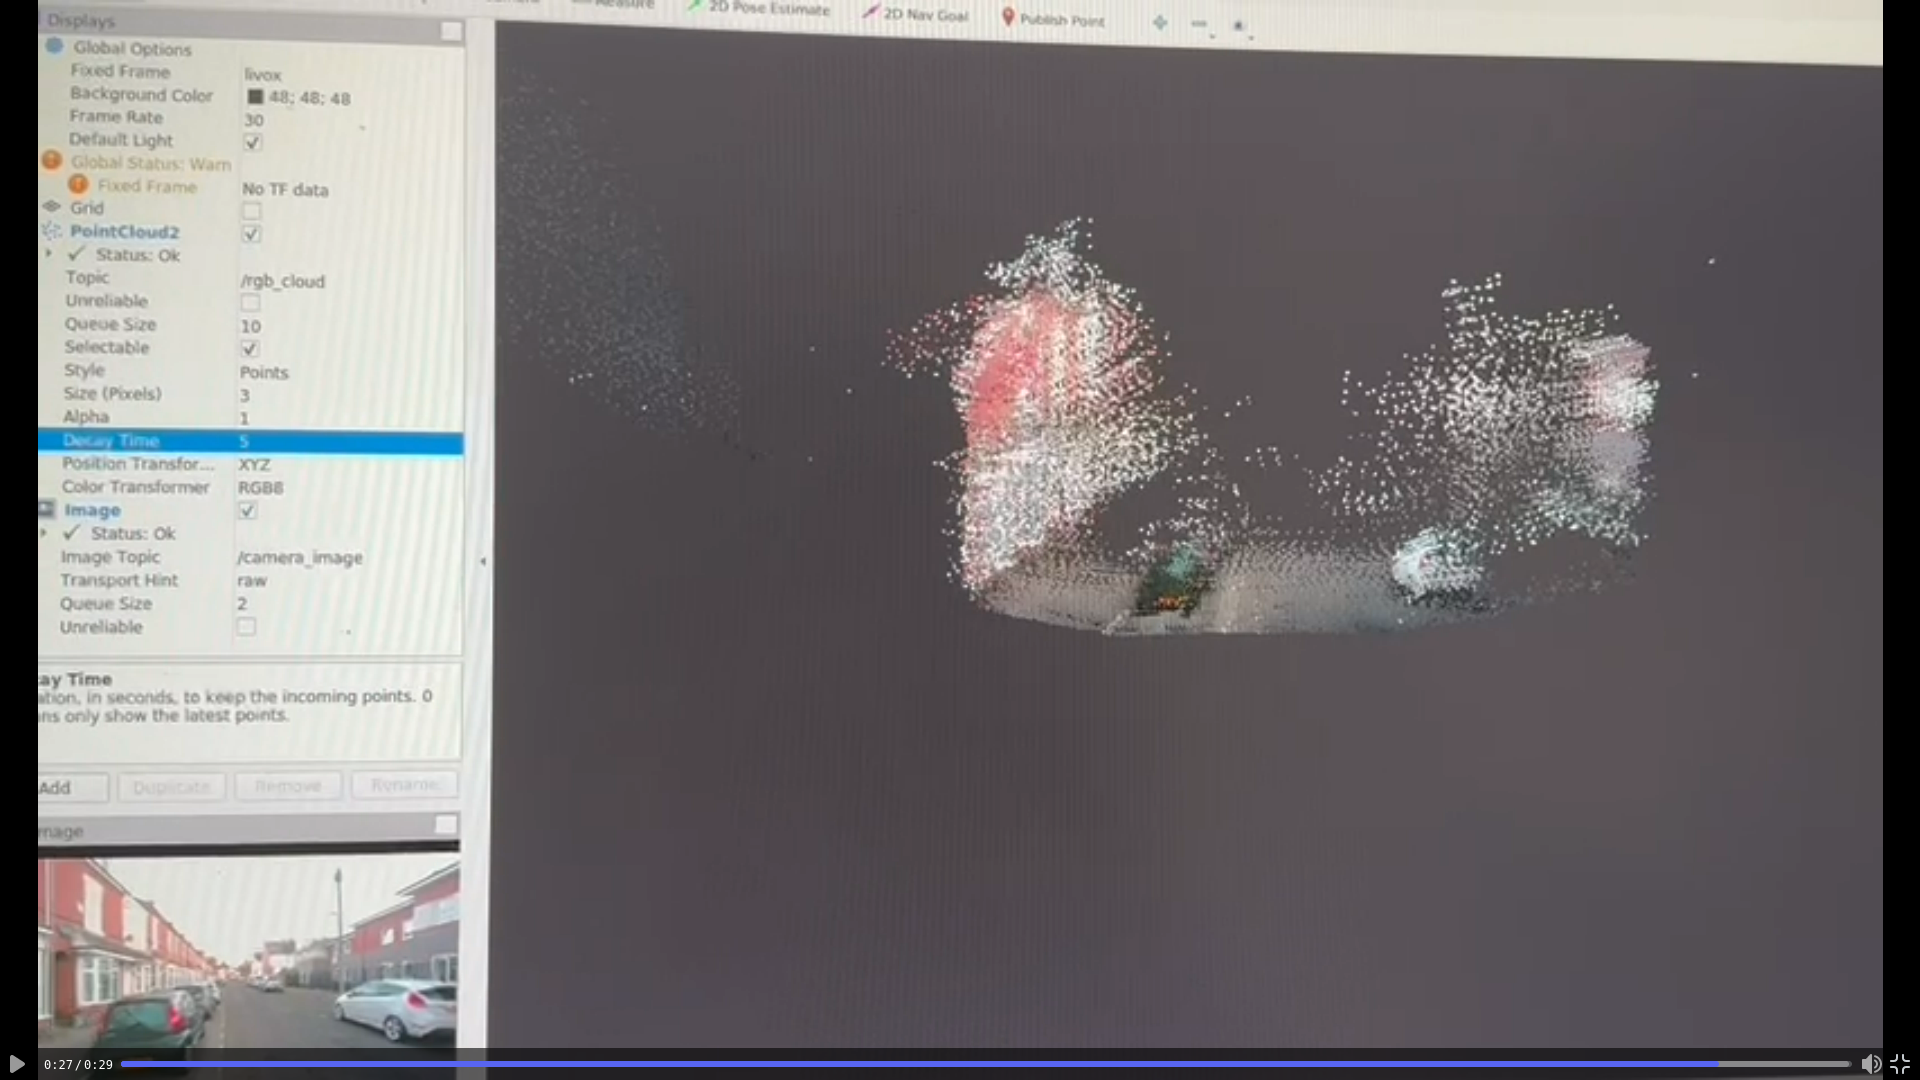 Measure 2D Pose Estimate 2D Nav Goal Publish Point
Displays
Global Options
Fixed Frame livox
Background Color 48; 48; 48
Frame Rate 30
Default Light
Global Status: Warn
Fixed Frame No TF data
Grid
PointCloud2
Status: Ok
Topic /rgb_cloud
Unreliable
Queue Size 10
Selectable
Style Points
Size (Pixels) 3
Alpha 1
Decay Time 5
Position Transfor... XYZ
Color Transformer RGB8
Image
Status: Ok
Image Topic /camera_image
Transport Hint raw
Queue Size 2
Unreliable
ay Time
ation, in seconds, to keep the incoming points. 0
ns only show the latest points.
Add Duplicate Remove Rename
mage
0:27/0:29